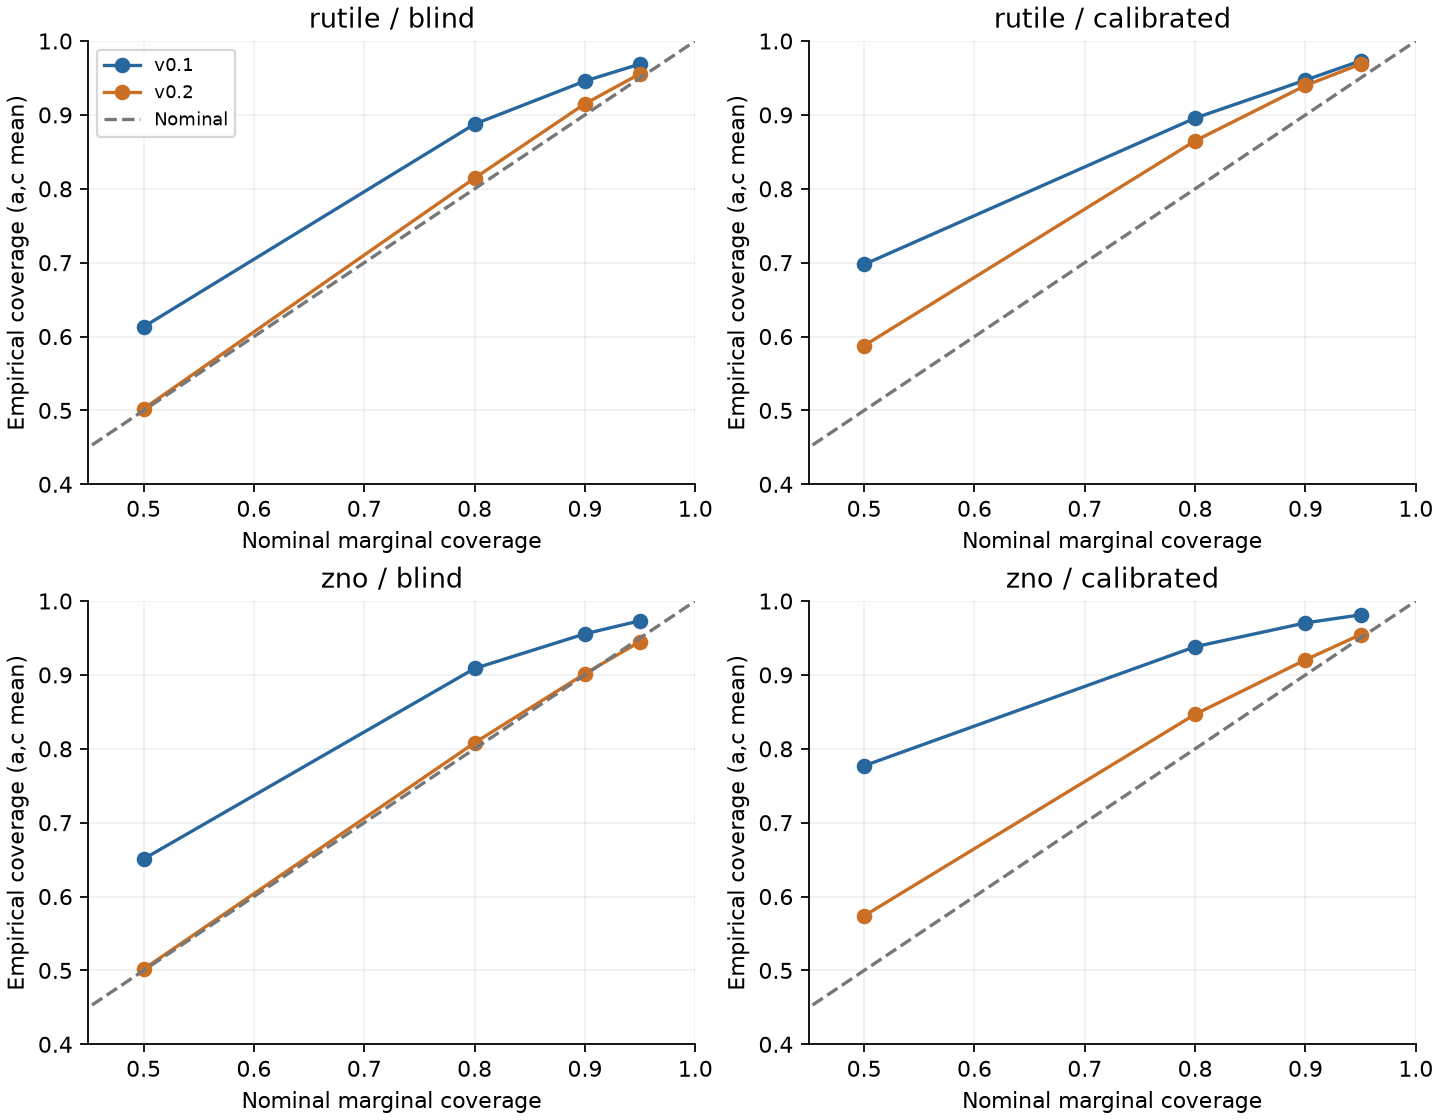 rutile / blind
1.0
0.9
0.8
0.7
0.6
0.5
0.4
Empirical coverage (a,c mean)
v0.1
v0.2
Nominal
0.5 0.6 0.7 0.8 0.9 1.0
Nominal marginal coverage
rutile / calibrated
1.0
0.9
0.8
0.7
0.6
0.5
0.4
Empirical coverage (a,c mean)
0.5 0.6 0.7 0.8 0.9 1.0
Nominal marginal coverage
zno / blind
1.0
0.9
0.8
0.7
0.6
0.5
0.4
Empirical coverage (a,c mean)
0.5 0.6 0.7 0.8 0.9 1.0
Nominal marginal coverage
zno / calibrated
1.0
0.9
0.8
0.7
0.6
0.5
0.4
Empirical coverage (a,c mean)
0.5 0.6 0.7 0.8 0.9 1.0
Nominal marginal coverage